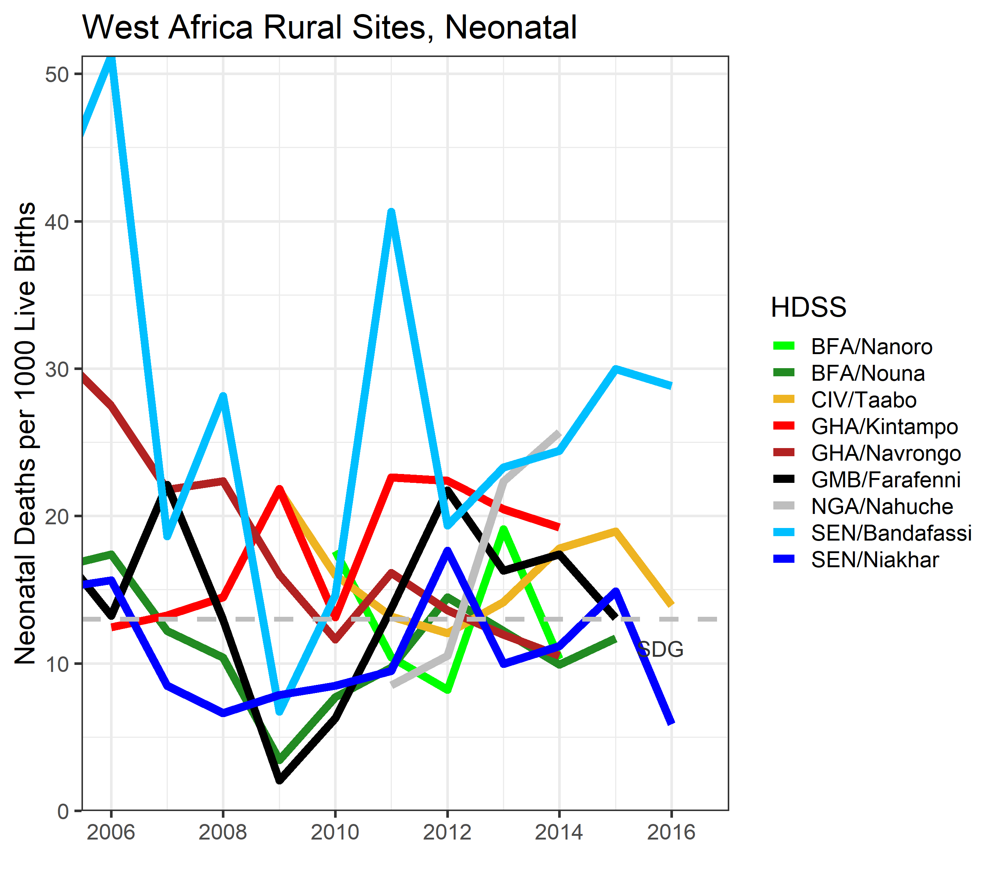 West Africa Rural Sites, Neonatal
Neonatal Deaths per 1000 Live Births
50
40
30
20
10
0
2006 2008 2010 2012 2014 2016
SDG
HDSS
BFA/Nanoro
BFA/Nouna
CIV/Taabo
GHA/Kintampo
GHA/Navrongo
GMB/Farafenni
NGA/Nahuche
SEN/Bandafassi
SEN/Niakhar